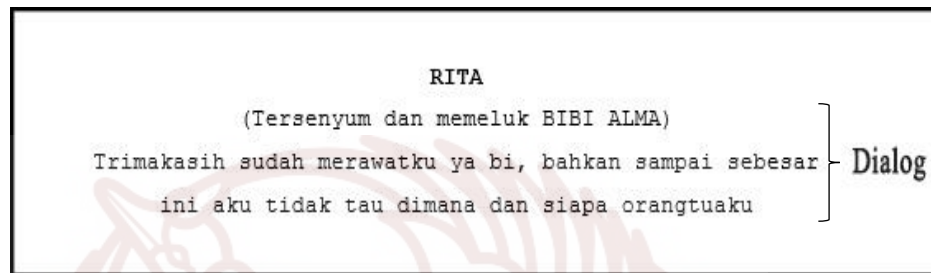 RITA
(Tersenyum dan memeluk BIBI ALMA)
Trimakasih sudah merawatku ya bi, bahkan sampai sebesar
ini aku tidak tau dimana dan siapa orangtuaku
Dialog